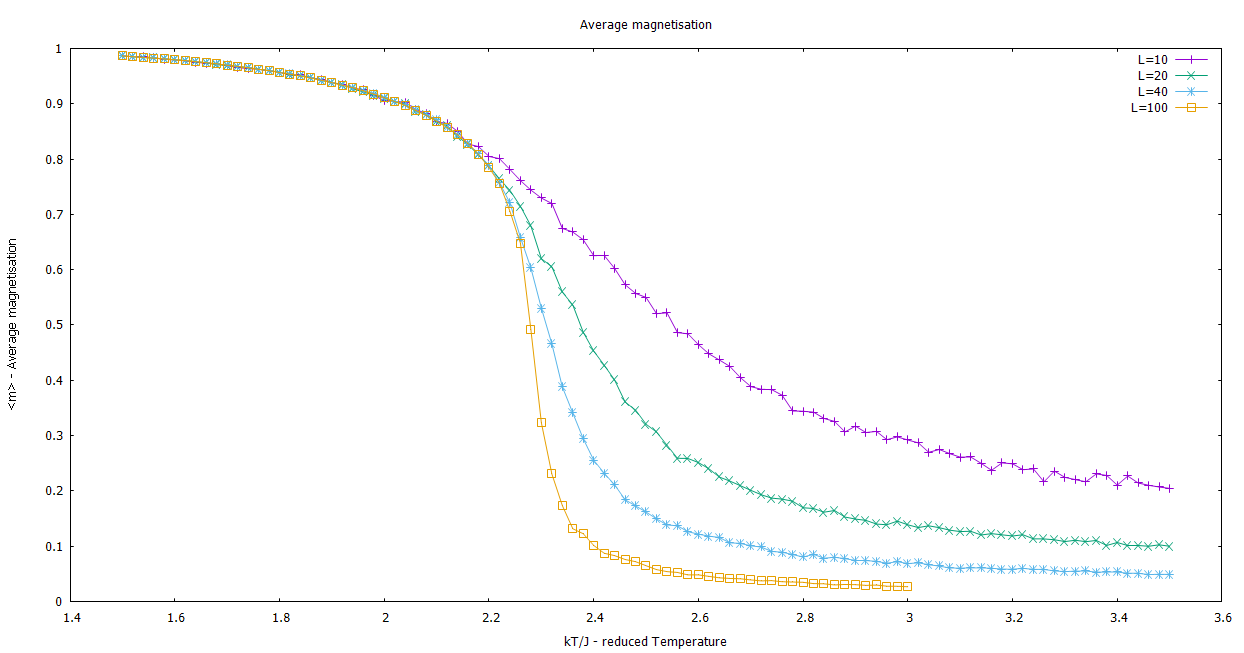 Average magnetisation
L=10
L=20
L=40
L=100
1
0.9
0.8
0.7
0.6
0.5
0.4
0.3
0.2
0.1
0
<m> - Average magnetisation
1.4 1.6 1.8 2 2.2 2.4 2.6 2.8 3 3.2 3.4 3.6
kT/J - reduced Temperature